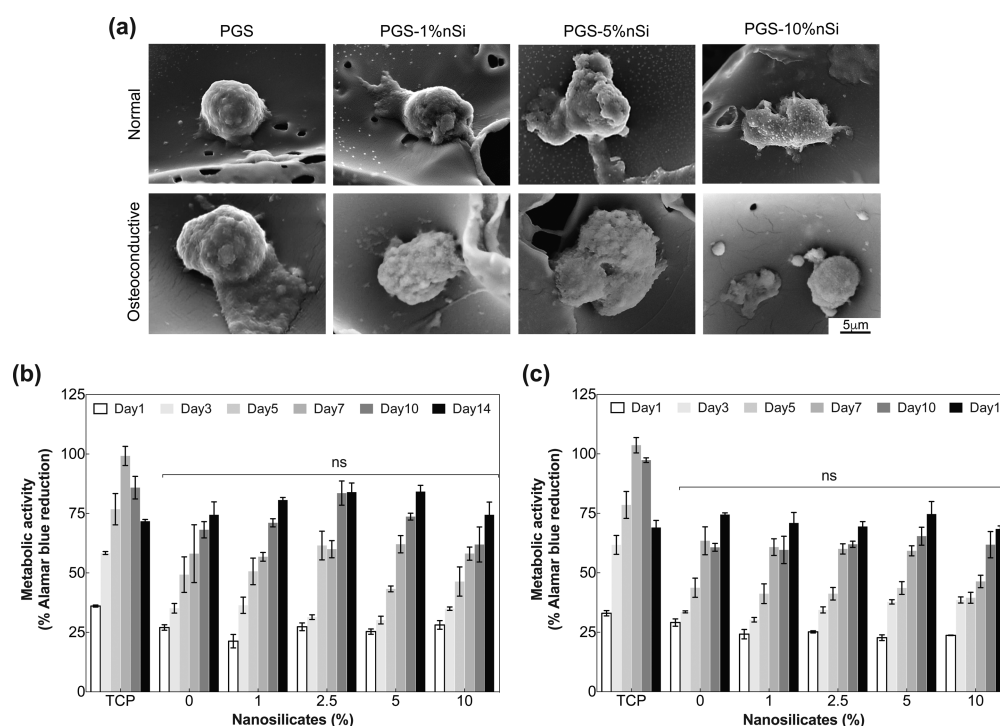 (a)
PGS
PGS-1%nSi
PGS-5%nSi
PGS-10%nSi
Normal
Osteoconductive
5μm
(b)
Metabolic activity
(% Alamar blue reduction)
125
100
75
50
25
0
Day1 Day3 Day5 Day7 Day10 Day14
ns
TCP 0 1 2.5 5 10
Nanosilicates (%)
(c)
Metabolic activity
(% Alamar blue reduction)
125
100
75
50
25
0
Day1 Day3 Day5 Day7 Day10 Day1
ns
TCP 0 1 2.5 5 10
Nanosilicates (%)